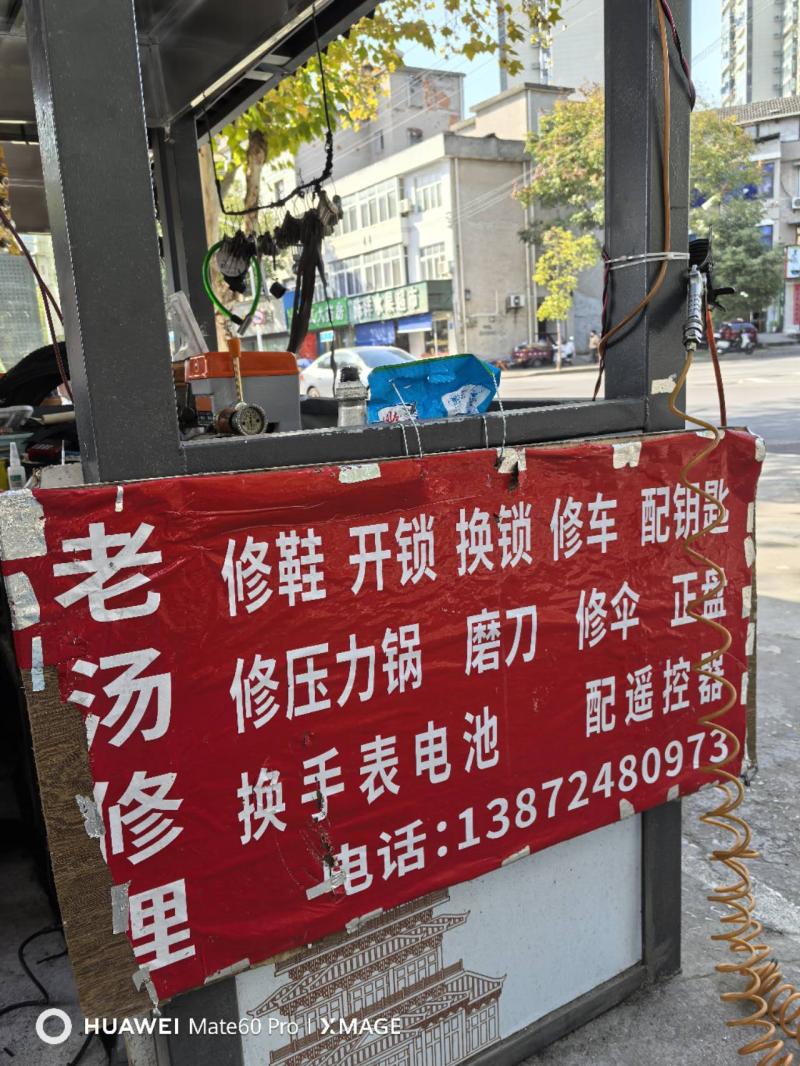 老汤修理
修鞋 开锁 换锁 修车 配钥匙
修压力锅 磨刀 修伞 正盘
换手表电池 配遥控器
电话:13872480973
HUAWEI Mate60 Pro | XMAGE